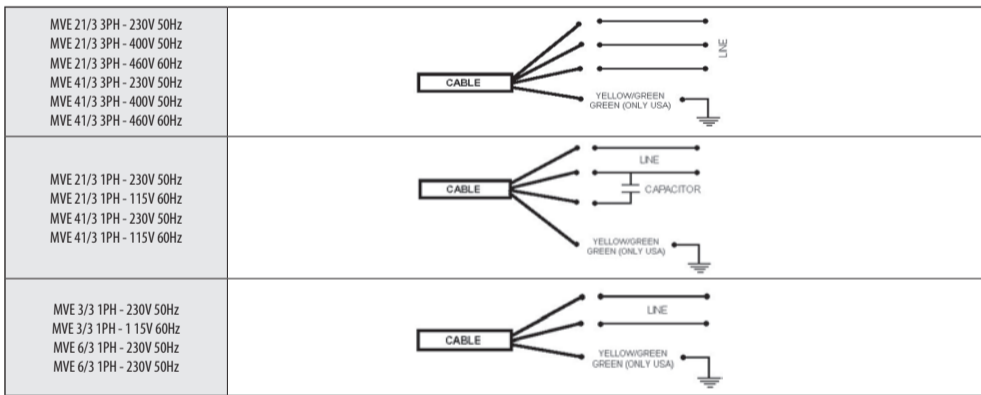 MVE 21/3 3PH - 230V 50Hz
MVE 21/3 3PH - 400V 50Hz
MVE 21/3 3PH - 460V 60Hz
MVE 41/3 3PH - 230V 50Hz
MVE 41/3 3PH - 400V 50Hz
MVE 41/3 3PH - 460V 60Hz
CABLE
LINE
YELLOW/GREEN
GREEN (ONLY USA)
MVE 21/3 1PH - 230V 50Hz
MVE 21/3 1PH - 115V 60Hz
MVE 41/3 1PH - 230V 50Hz
MVE 41/3 1PH - 115V 60Hz
CABLE
LINE
CAPACITOR
YELLOW/GREEN
GREEN (ONLY USA)
MVE 3/3 1PH - 230V 50Hz
MVE 3/3 1PH - 1 15V 60Hz
MVE 6/3 1PH - 230V 50Hz
MVE 6/3 1PH - 230V 50Hz
CABLE
LINE
YELLOW/GREEN
GREEN (ONLY USA)